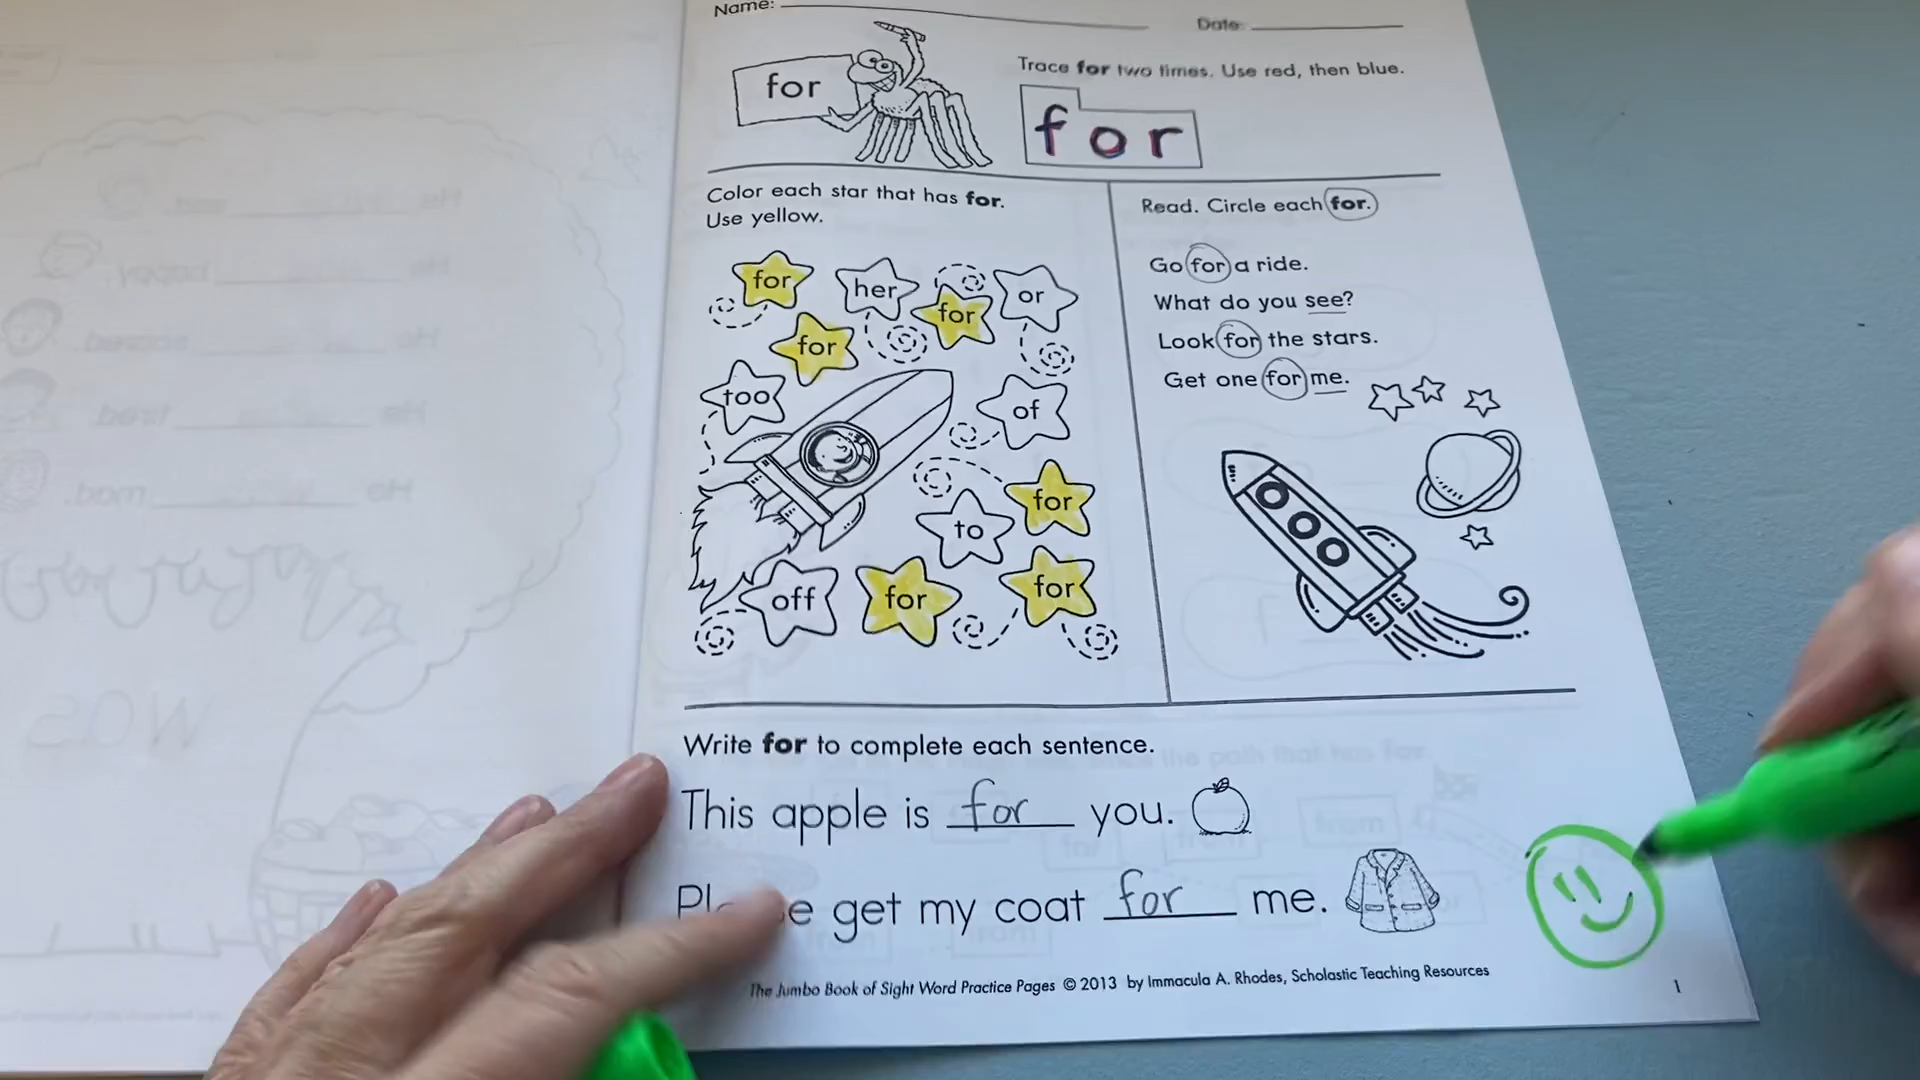 Name:
Date:
for
Trace for two times. Use red, then blue.
for
Color each star that has for.
Use yellow.
for
her
for
or
for
too
of
for
to
off
for
for
Read. Circle each for.
Go for a ride.
What do you see?
Look for the stars.
Get one for me.
Write for to complete each sentence.
This apple is for you.
get my coat for me.
The Jumbo Book of Sight Word Practice Pages © 2013 by Immacula A. Rhodes, Scholastic Teaching Resources
1